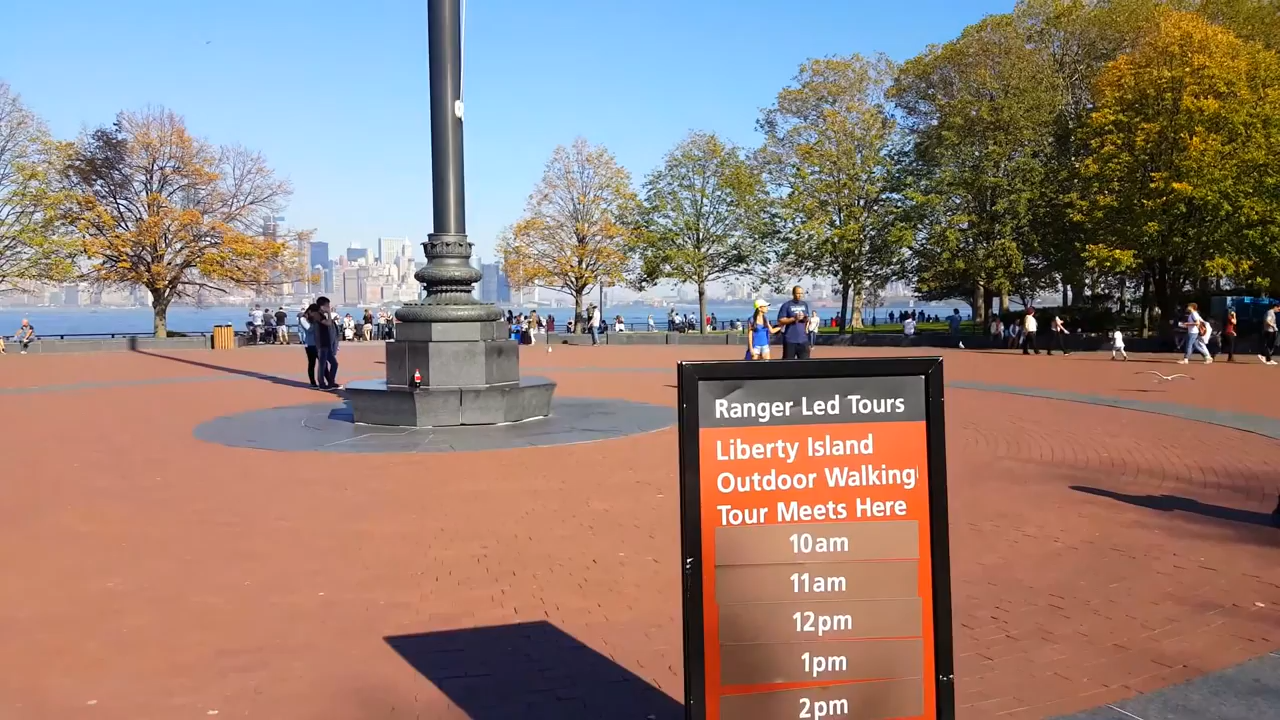 Ranger Led Tours
Liberty Island
Outdoor Walking
Tour Meets Here
10am
11am
12pm
1pm
2pm